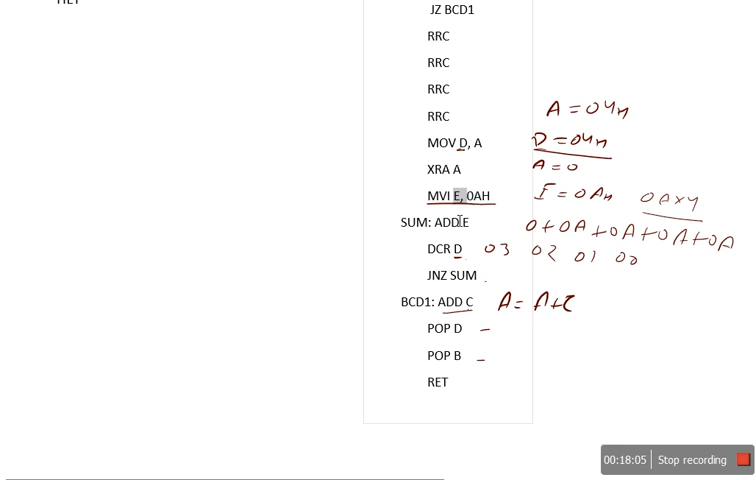 JZ BCD1
RRC
RRC
RRC
RRC
A = 04H
MOV D, A
D = 04H
XRA A
A = 0
MVI E, 0AH
E = 0AH
0A×4
SUM: ADD E
0 + 0A + 0A + 0A + 0A
DCR D
03 02 01 00
JNZ SUM
BCD1: ADD C
A = A+C
POP D
POP B
RET
00:18:05 Stop recording